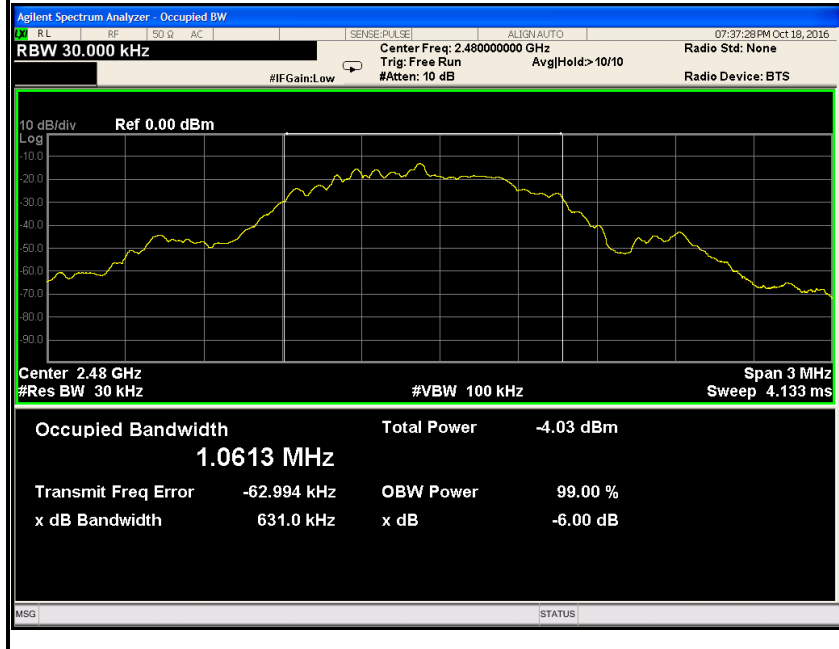 Agilent Spectrum Analyzer - Occupied BW
LXI RL RF 50 Ω AC SENSE:PULSE ALIGN AUTO 07:37:28 PM Oct 18, 2016
RBW 30.000 kHz Center Freq: 2.480000000 GHz Radio Std: None
Trig: Free Run Avg|Hold:> 10/10
#IFGain:Low #Atten: 10 dB Radio Device: BTS
10 dB/div Ref 0.00 dBm
Log
-10.0
-20.0
-30.0
-40.0
-50.0
-60.0
-70.0
-80.0
-90.0
Center 2.48 GHz Span 3 MHz
#Res BW 30 kHz #VBW 100 kHz Sweep 4.133 ms
Occupied Bandwidth Total Power -4.03 dBm
1.0613 MHz
Transmit Freq Error -62.994 kHz OBW Power 99.00 %
x dB Bandwidth 631.0 kHz x dB -6.00 dB
MSG STATUS